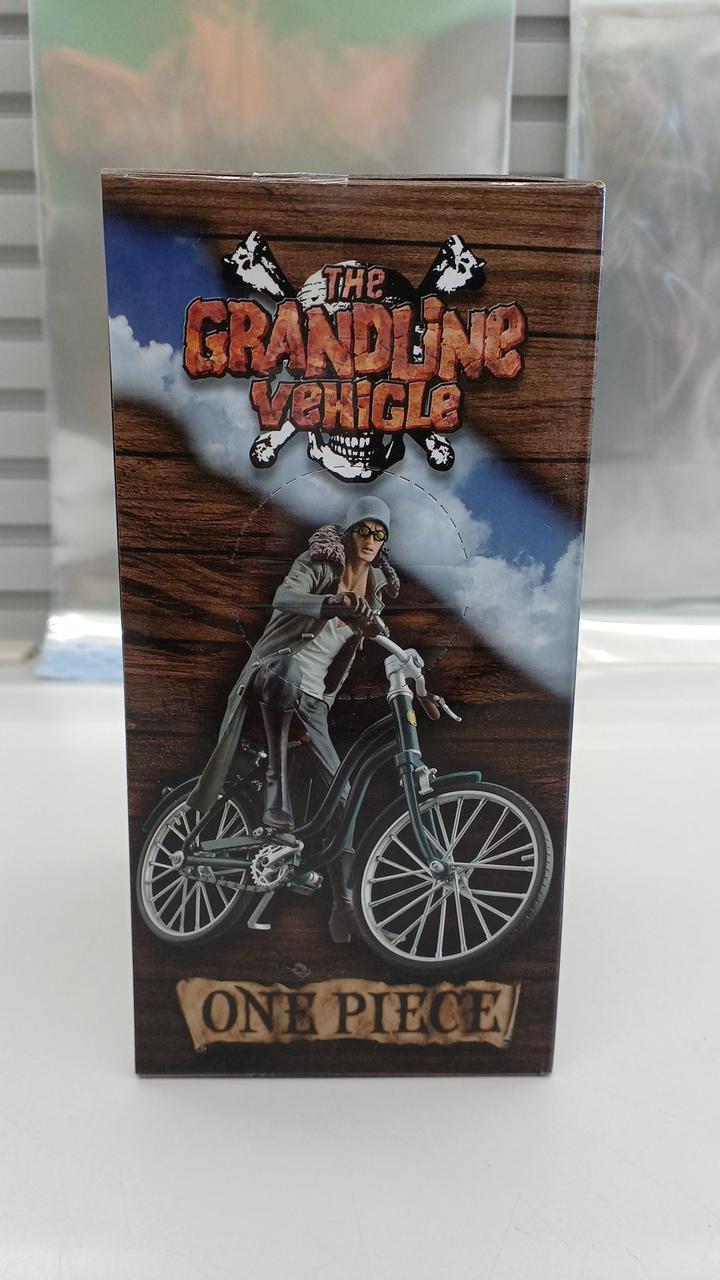 THE
GRANDLINE
VEHICLE
ONE PIECE